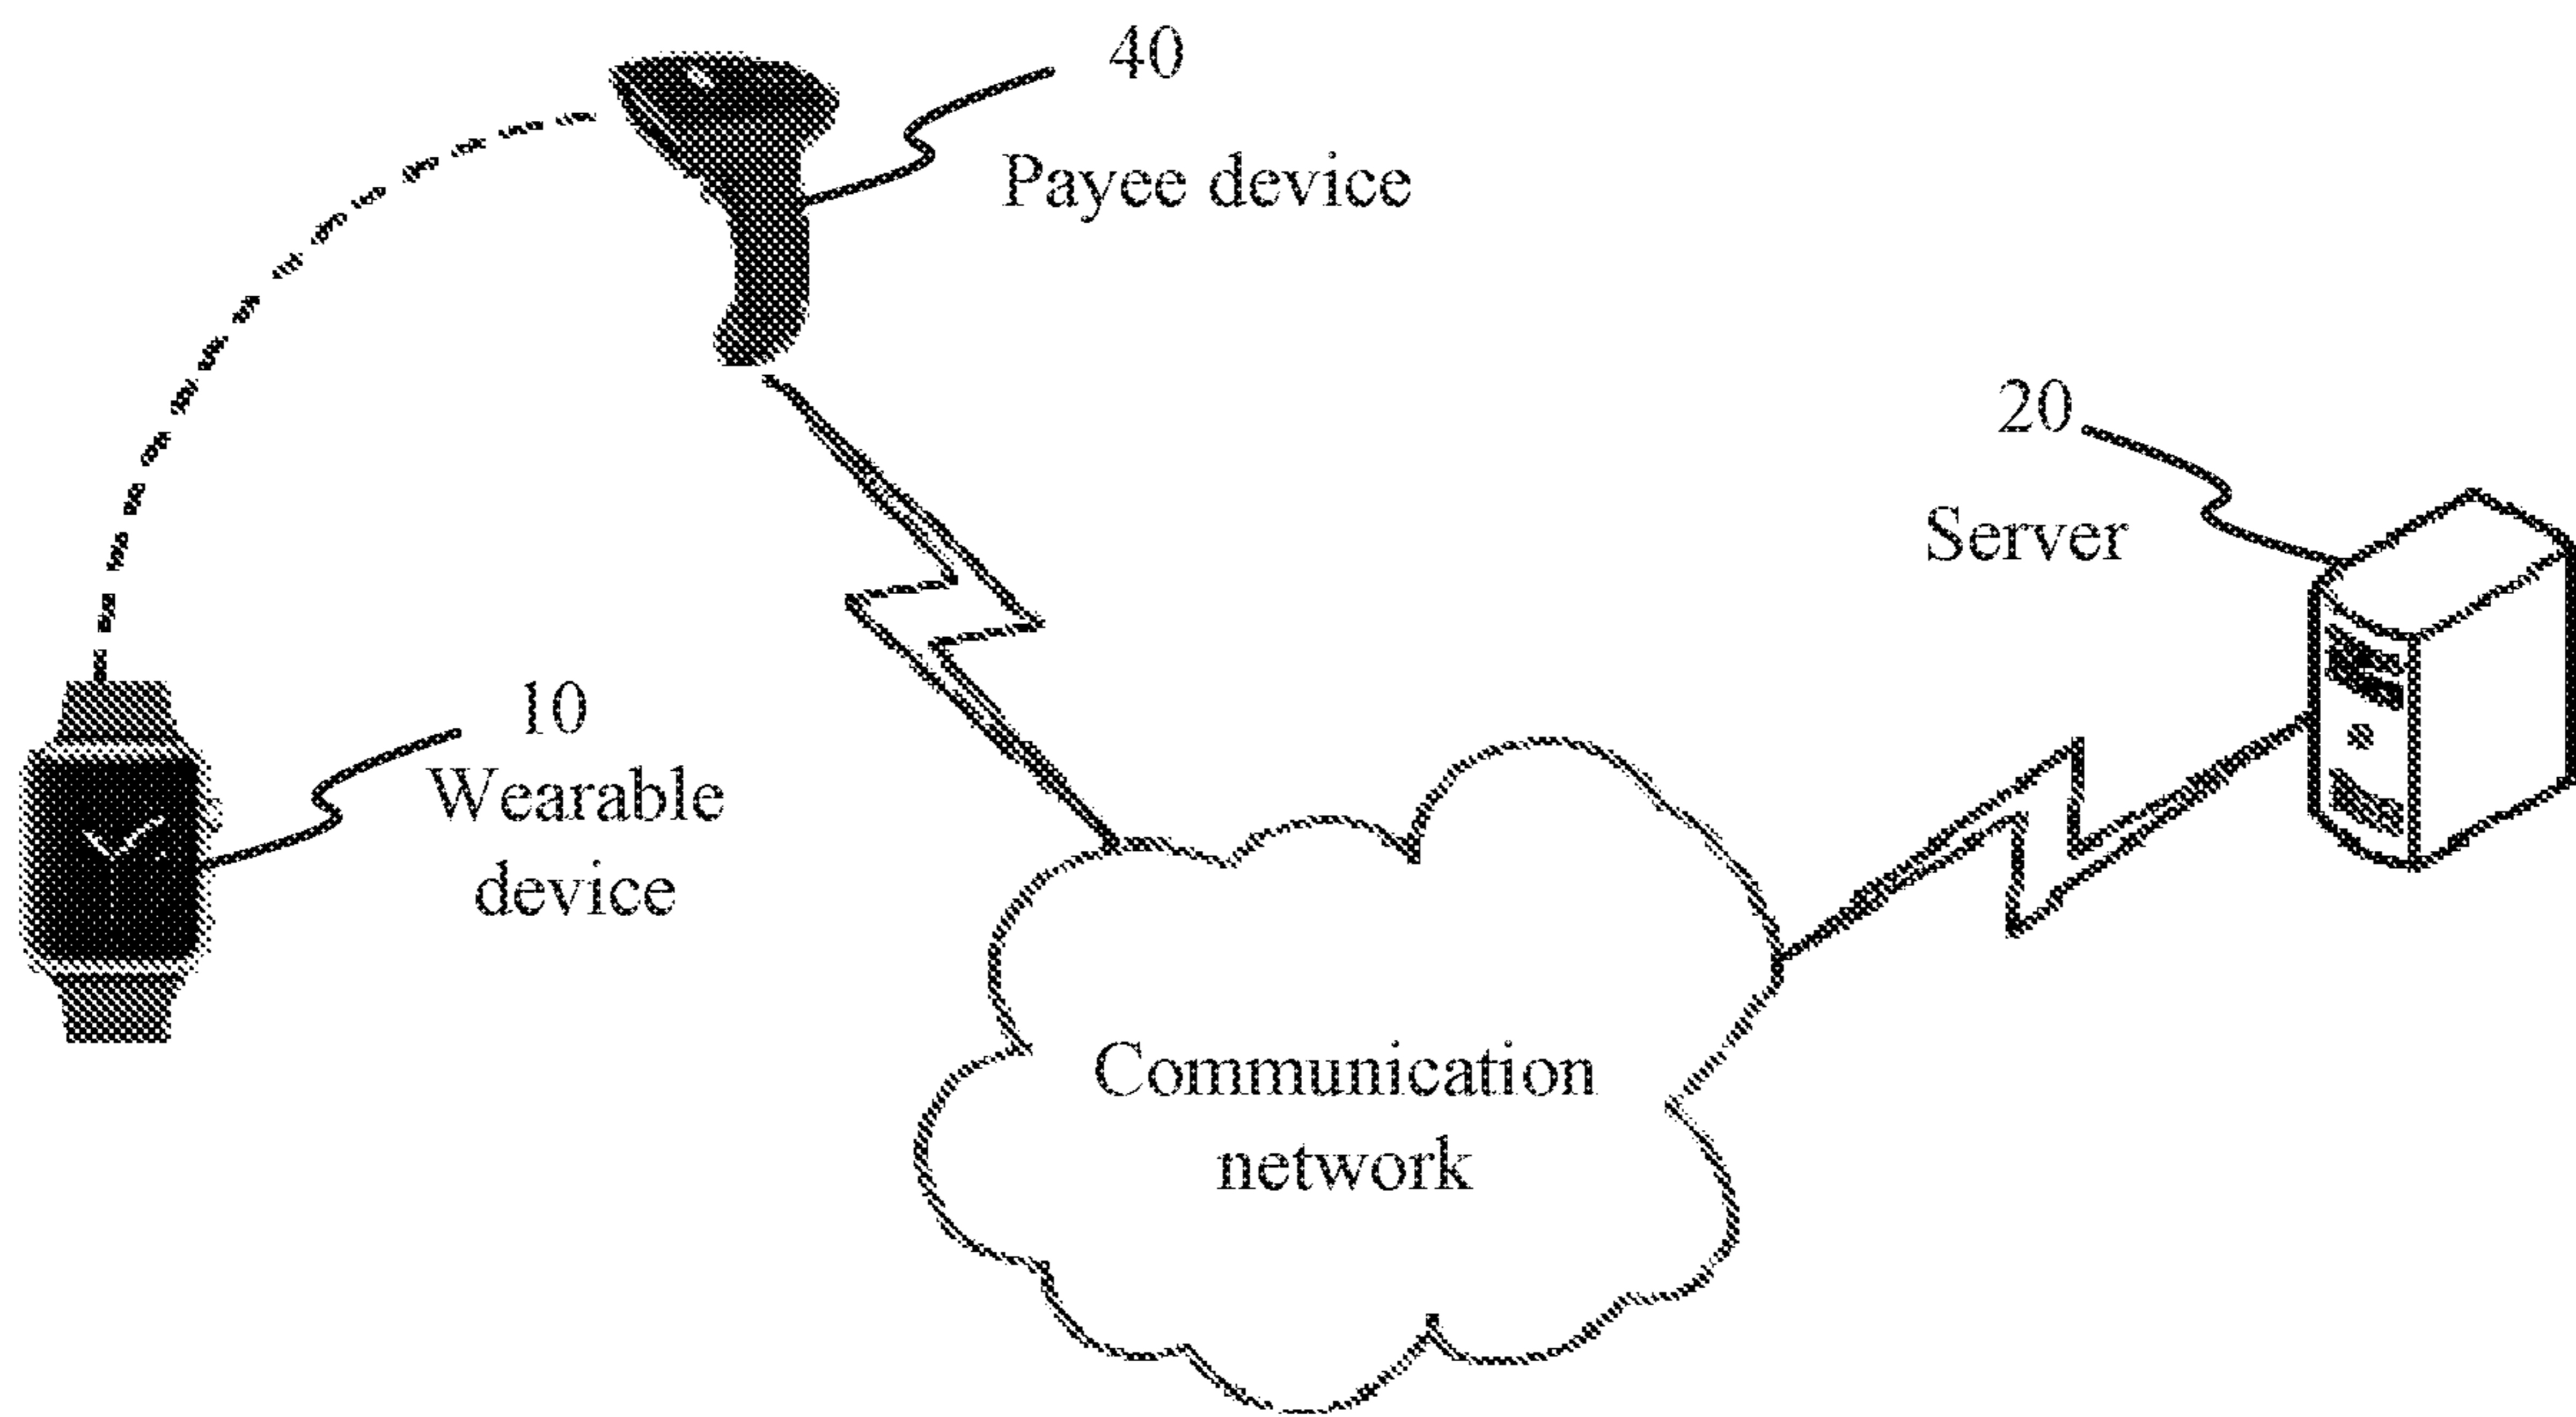 40
Payee device
20
Server
10
Wearable
device
Communication
network